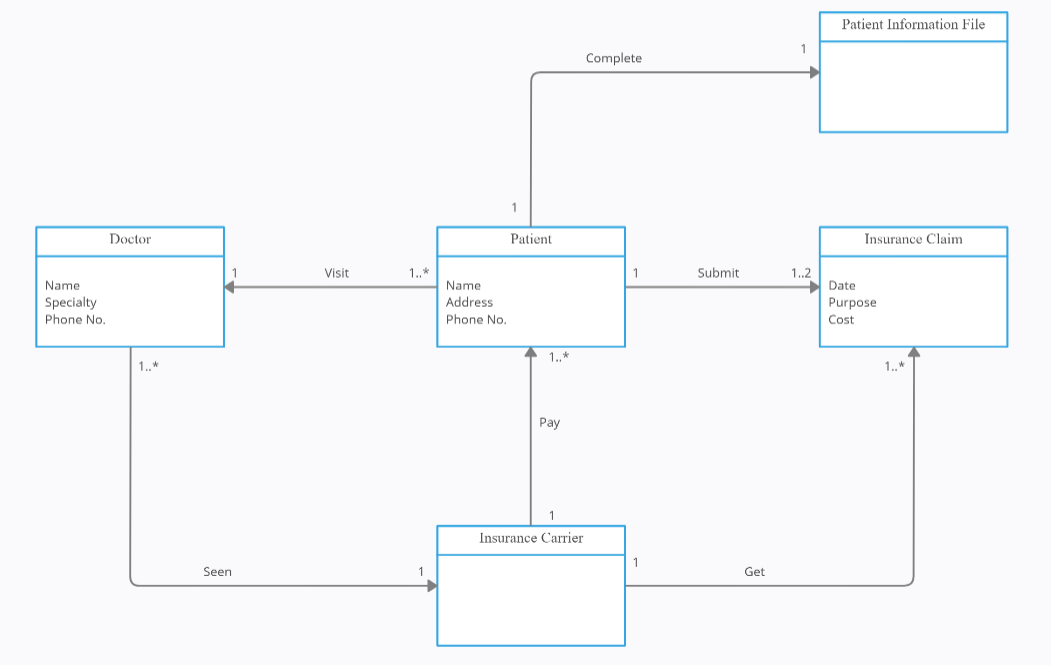 Patient Information File
1
Complete
1
Doctor
Name
Specialty
Phone No.
1
Visit
1..*
Patient
Name
Address
Phone No.
1
Submit
1..2
Insurance Claim
Date
Purpose
Cost
1..*
1..*
1..*
Pay
1
Insurance Carrier
Seen
1
1
Get